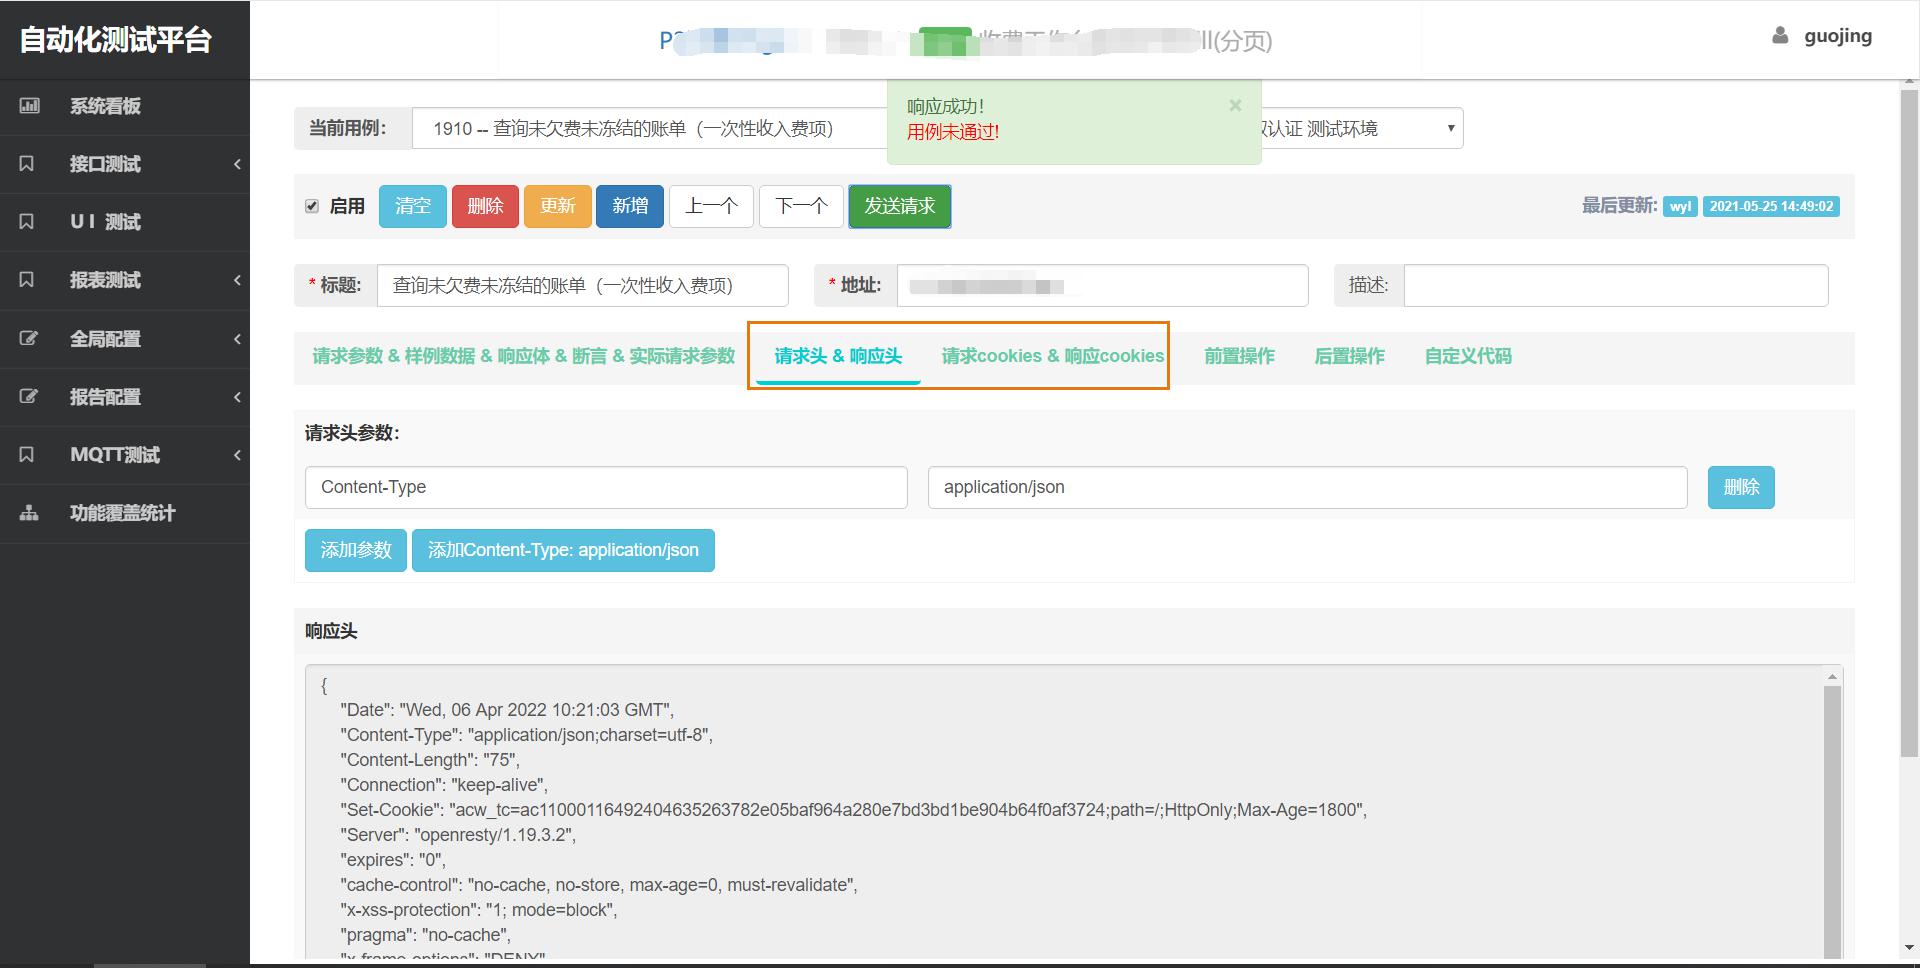 自动化测试平台
(分页)
guojing
系统看板
接口测试
UI 测试
报表测试
全局配置
报告配置
MQTT测试
功能覆盖统计
响应成功!
用例未通过!
×
当前用例:
1910 -- 查询未欠费未冻结的账单（一次性收入费项）
认证 测试环境
启用
清空
删除
更新
新增
上一个
下一个
发送请求
最后更新: wyl 2021-05-25 14:49:02
* 标题:
查询未欠费未冻结的账单（一次性收入费项）
* 地址:
描述:
请求参数 & 样例数据 & 响应体 & 断言 & 实际请求参数
请求头 & 响应头
请求cookies & 响应cookies
前置操作
后置操作
自定义代码
请求头参数:
Content-Type
application/json
删除
添加参数
添加Content-Type: application/json
响应头
{
"Date": "Wed, 06 Apr 2022 10:21:03 GMT",
"Content-Type": "application/json;charset=utf-8",
"Content-Length": "75",
"Connection": "keep-alive",
"Set-Cookie": "acw_tc=ac11000116492404635263782e05baf964a280e7bd3bd1be904b64f0af3724;path=/;HttpOnly;Max-Age=1800",
"Server": "openresty/1.19.3.2",
"expires": "0",
"cache-control": "no-cache, no-store, max-age=0, must-revalidate",
"x-xss-protection": "1; mode=block",
"pragma": "no-cache",
"x-frame-options": "DENY"